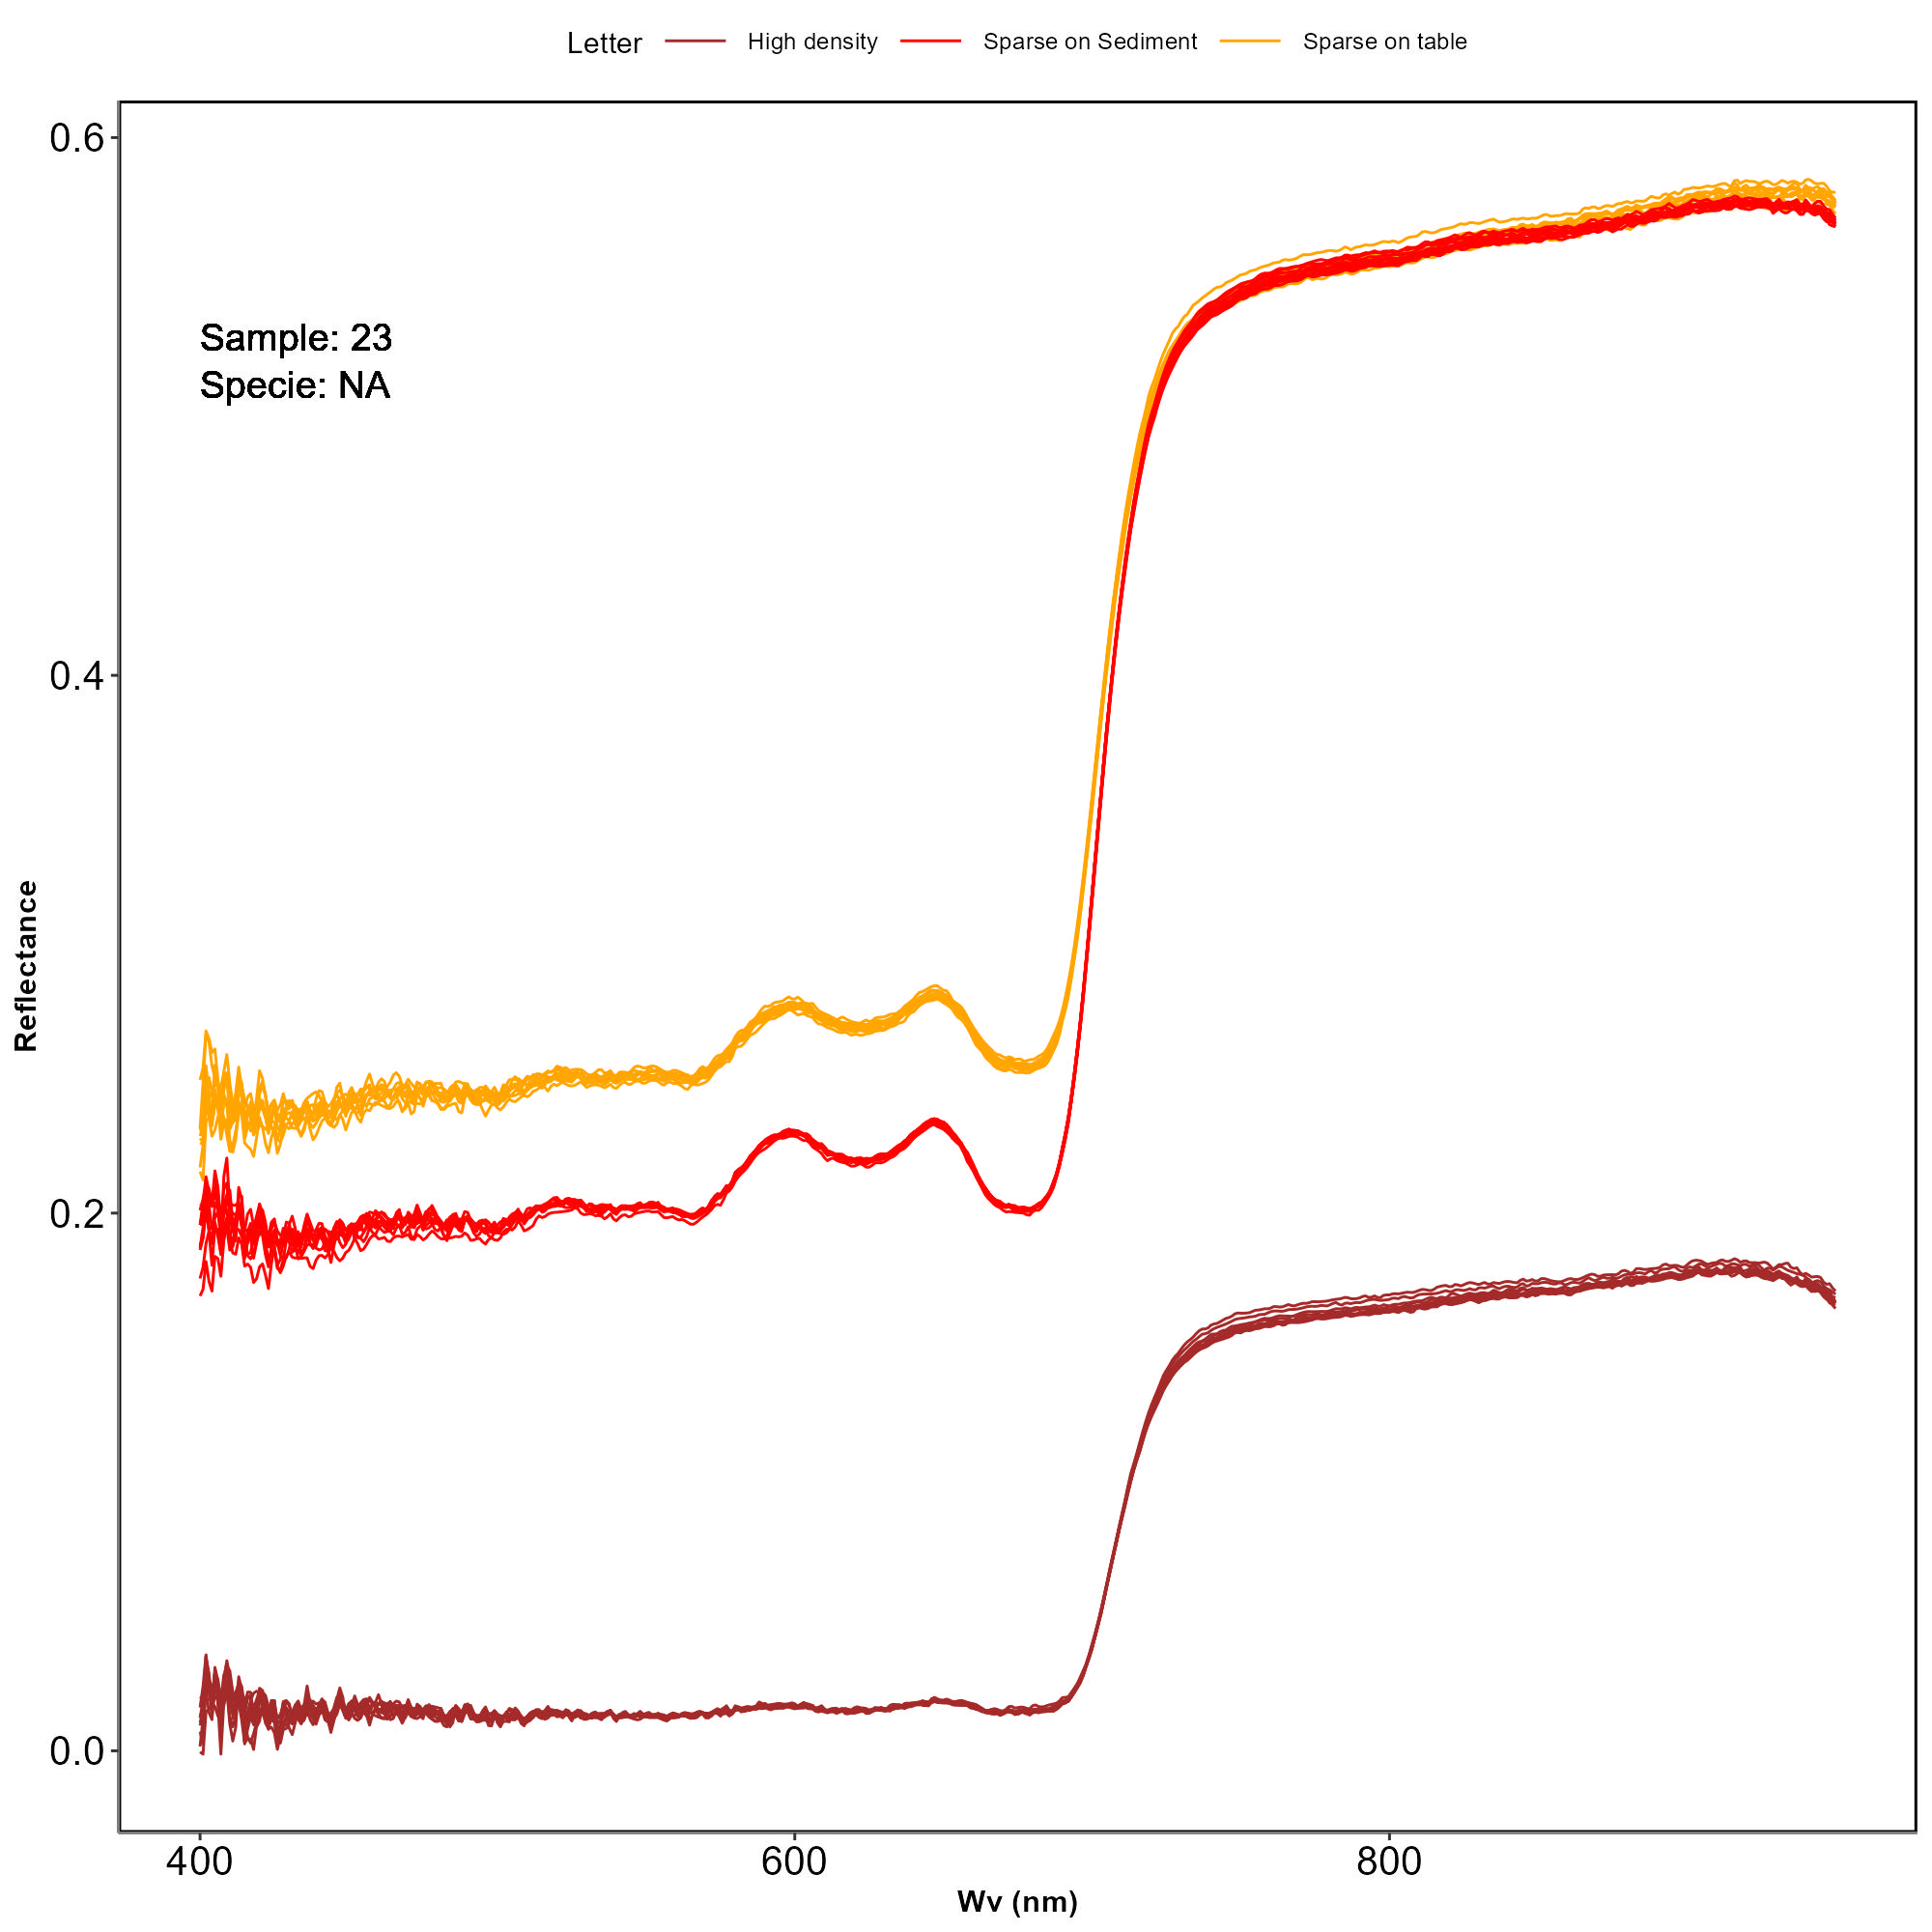 Letter High density Sparse on Sediment Sparse on table
0.6
Sample: 23
Specie: NA
0.4
Reflectance
0.2
0.0
400 600 800
Wv (nm)